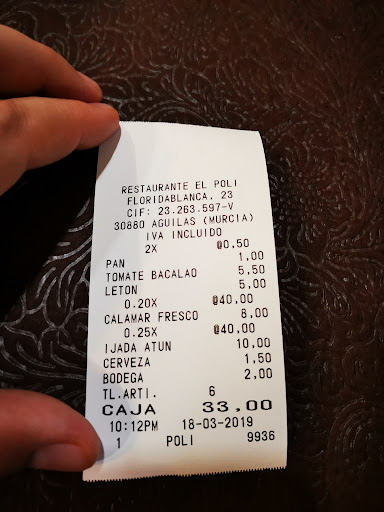 RESTAURANTE EL POLI
FLORIDABLANCA, 23
CIF: 23.263.597-V
30880 AGUILAS (MURCIA)
IVA INCLUIDO
2X @0.50
PAN 1,00
TOMATE BACALAO 5,50
LETON 5,00
0.20X @40,00
CALAMAR FRESCO 8,00
0.25X @40,00
IJADA ATUN 10,00
CERVEZA 1,50
BODEGA 2,00
TL.ARTI. 6
CAJA 33,00
10:12PM 18-03-2019
1 POLI 9936